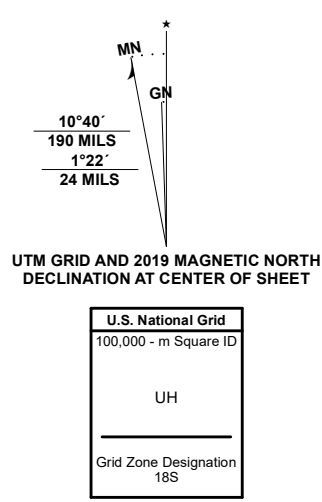 ★
MN
GN
10°40´
190 MILS
1°22´
24 MILS
UTM GRID AND 2019 MAGNETIC NORTH
DECLINATION AT CENTER OF SHEET
U.S. National Grid
100,000 - m Square ID
UH
Grid Zone Designation
18S